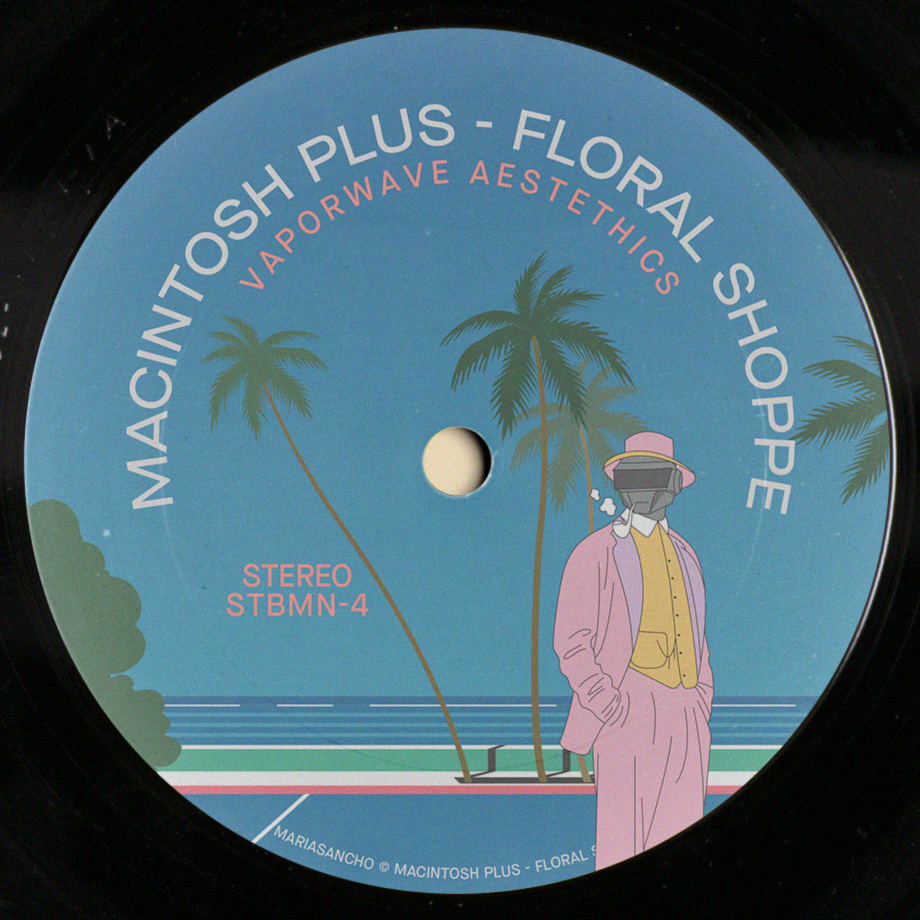 MACINTOSH PLUS - FLORAL SHOPPE
VAPORWAVE AESTETHICS
STEREO
STBMN-4
MARIASANCHO © MACINTOSH PLUS - FLORAL S